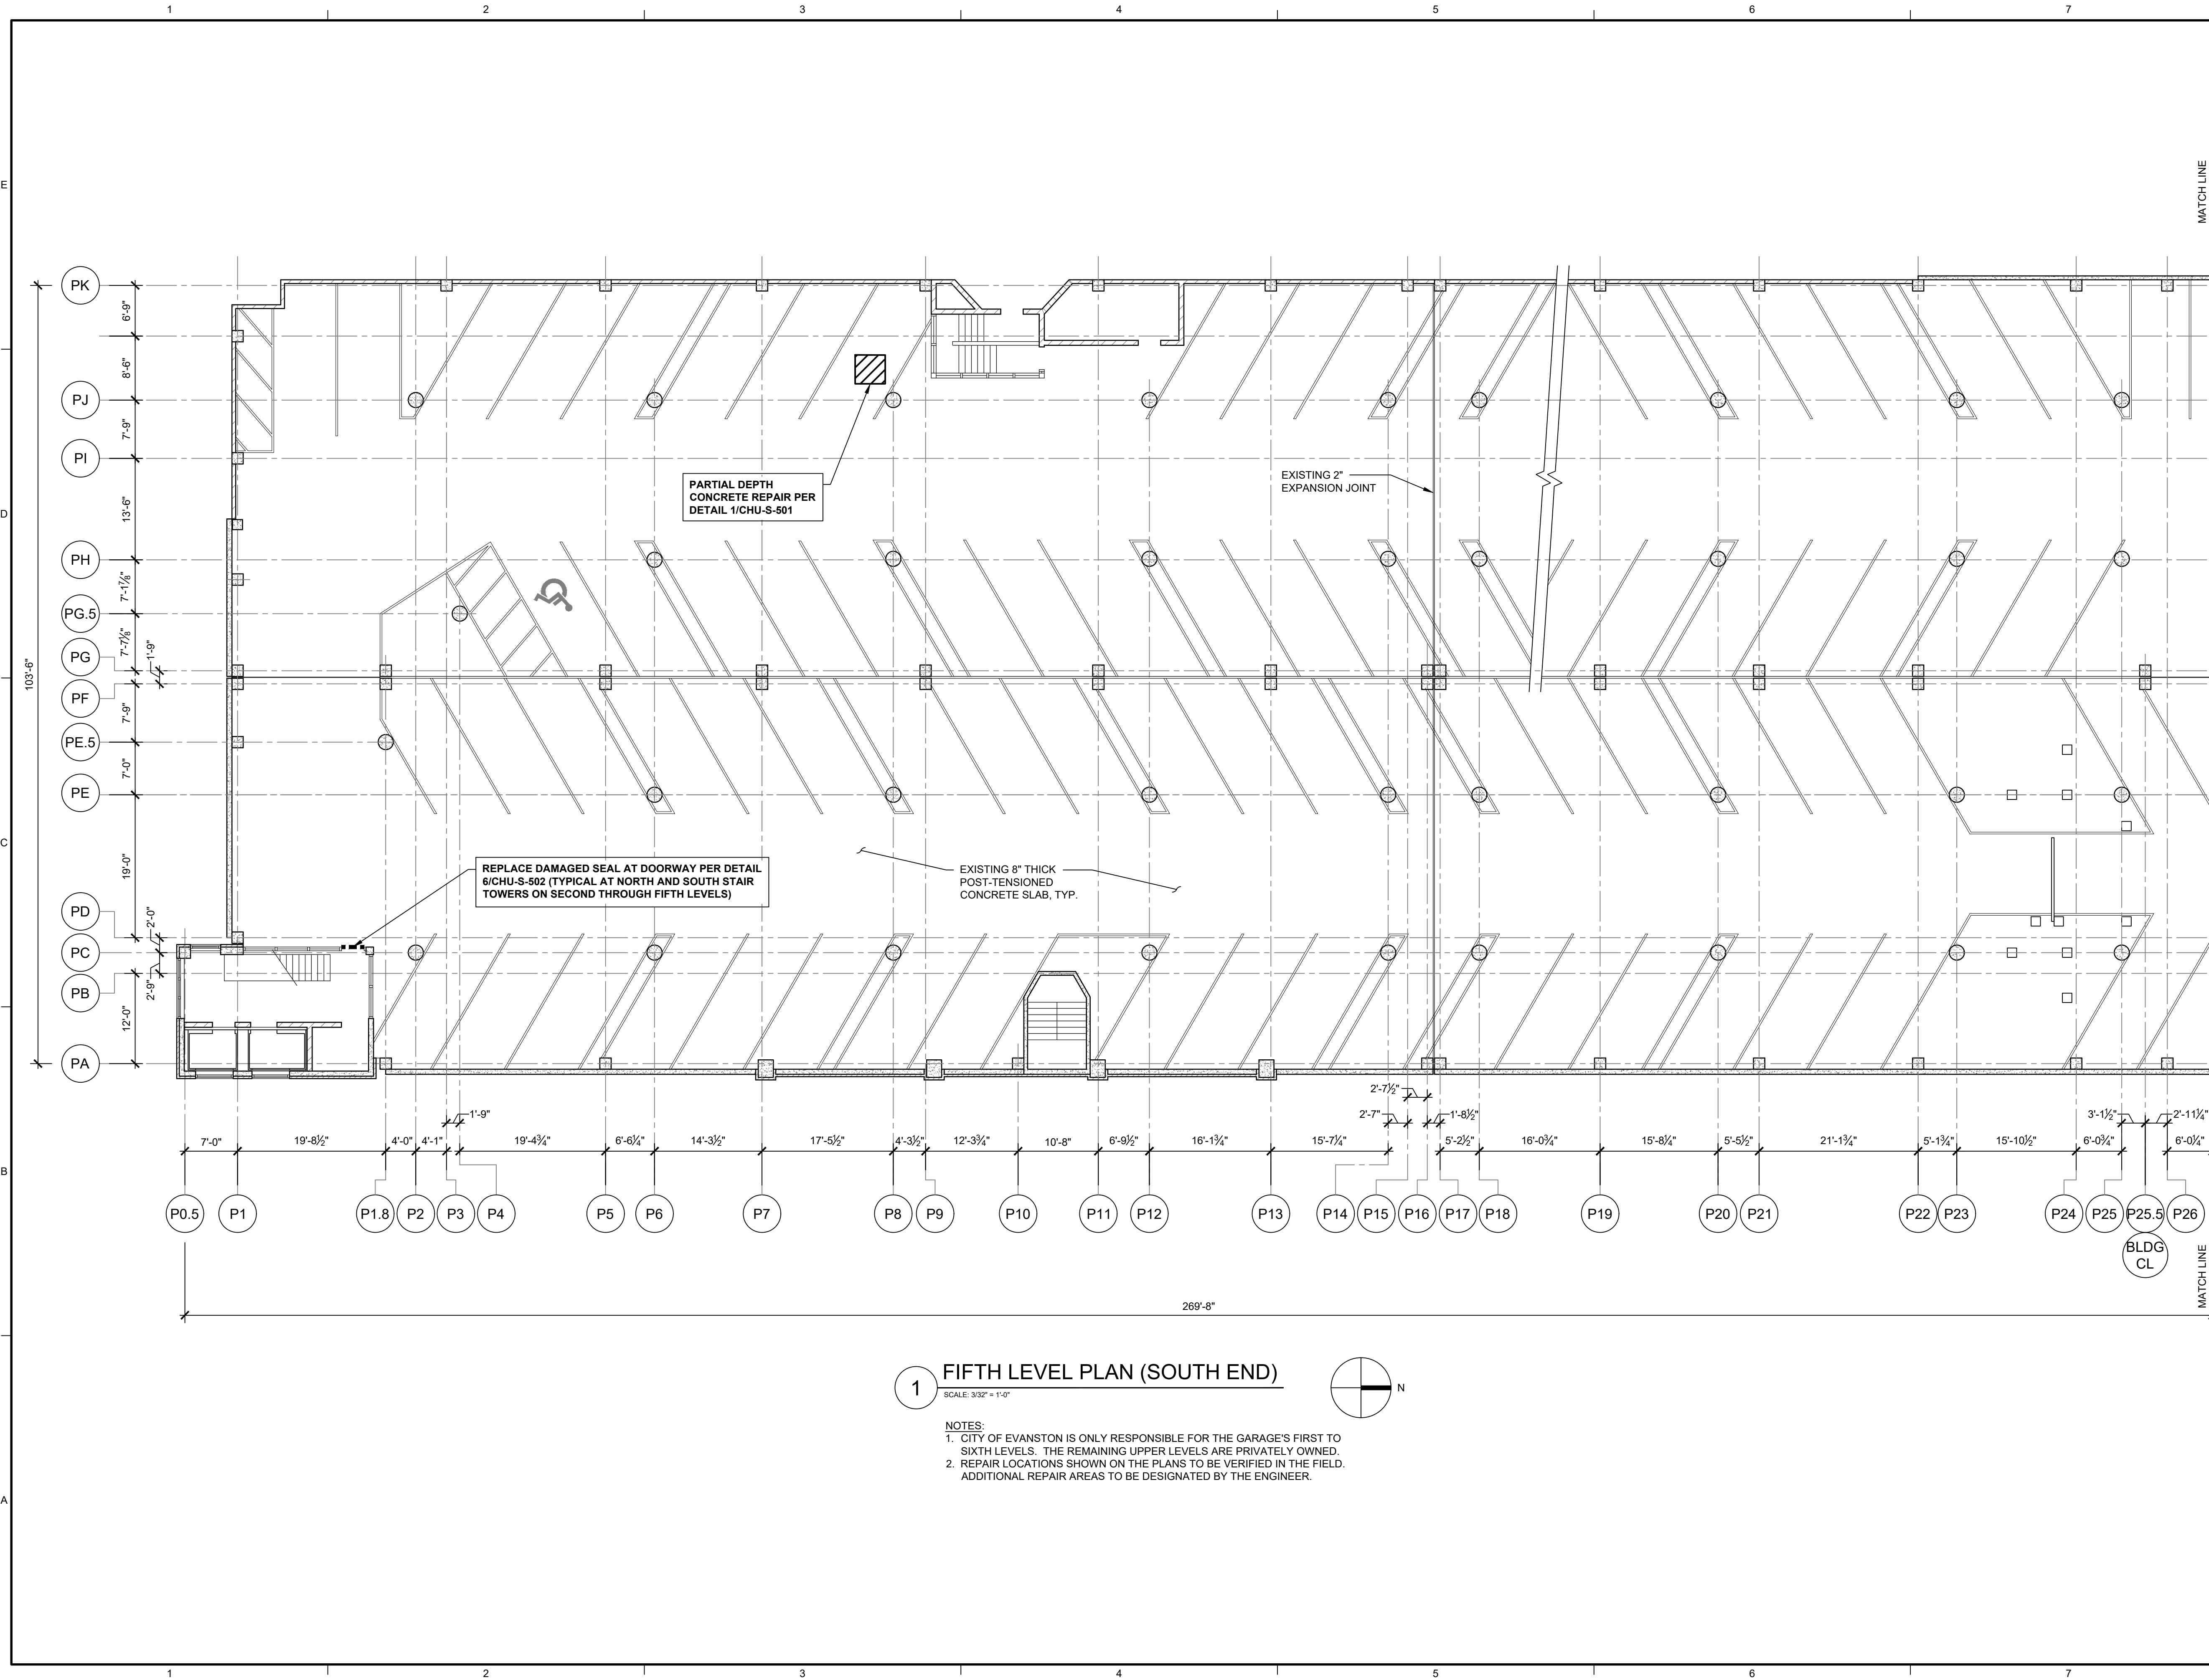 1 2 3 4 5 6 7
E
D
C
B
A
MATCH LINE
PK
6'-9"
8'-6"
PJ
7'-9"
PI
13'-6"
PH
7'-1⅞"
PG.5
7'-7⅞"
1'-9"
PG
103'-6"
PF
7'-9"
PE.5
7'-0"
PE
19'-0"
PD
2'-0"
PC
2'-9"
PB
12'-0"
PA
PARTIAL DEPTH
CONCRETE REPAIR PER
DETAIL 1/CHU-S-501
EXISTING 2"
EXPANSION JOINT
REPLACE DAMAGED SEAL AT DOORWAY PER DETAIL
6/CHU-S-502 (TYPICAL AT NORTH AND SOUTH STAIR
TOWERS ON SECOND THROUGH FIFTH LEVELS)
EXISTING 8" THICK
POST-TENSIONED
CONCRETE SLAB, TYP.
2'-7½"
1'-9" 2'-7" 1'-8½" 3'-1½" 2'-11¼"
7'-0" 19'-8½" 4'-0" 4'-1" 19'-4¾" 6'-6¼" 14'-3½" 17'-5½" 4'-3½" 12'-3¾" 10'-8" 6'-9½" 16'-1¾" 15'-7¼" 5'-2½" 16'-0¾" 15'-8¼" 5'-5½" 21'-1¾" 5'-1¾" 15'-10½" 6'-0¾" 6'-0¼"
P0.5 P1 P1.8 P2 P3 P4 P5 P6 P7 P8 P9 P10 P11 P12 P13 P14 P15 P16 P17 P18 P19 P20 P21 P22 P23 P24 P25 P25.5 P26
BLDG
CL
MATCH LINE
269'-8"
1 FIFTH LEVEL PLAN (SOUTH END)
SCALE: 3/32" = 1'-0"
N
NOTES:
1. CITY OF EVANSTON IS ONLY RESPONSIBLE FOR THE GARAGE'S FIRST TO
SIXTH LEVELS. THE REMAINING UPPER LEVELS ARE PRIVATELY OWNED.
2. REPAIR LOCATIONS SHOWN ON THE PLANS TO BE VERIFIED IN THE FIELD.
ADDITIONAL REPAIR AREAS TO BE DESIGNATED BY THE ENGINEER.
1 2 3 4 5 6 7